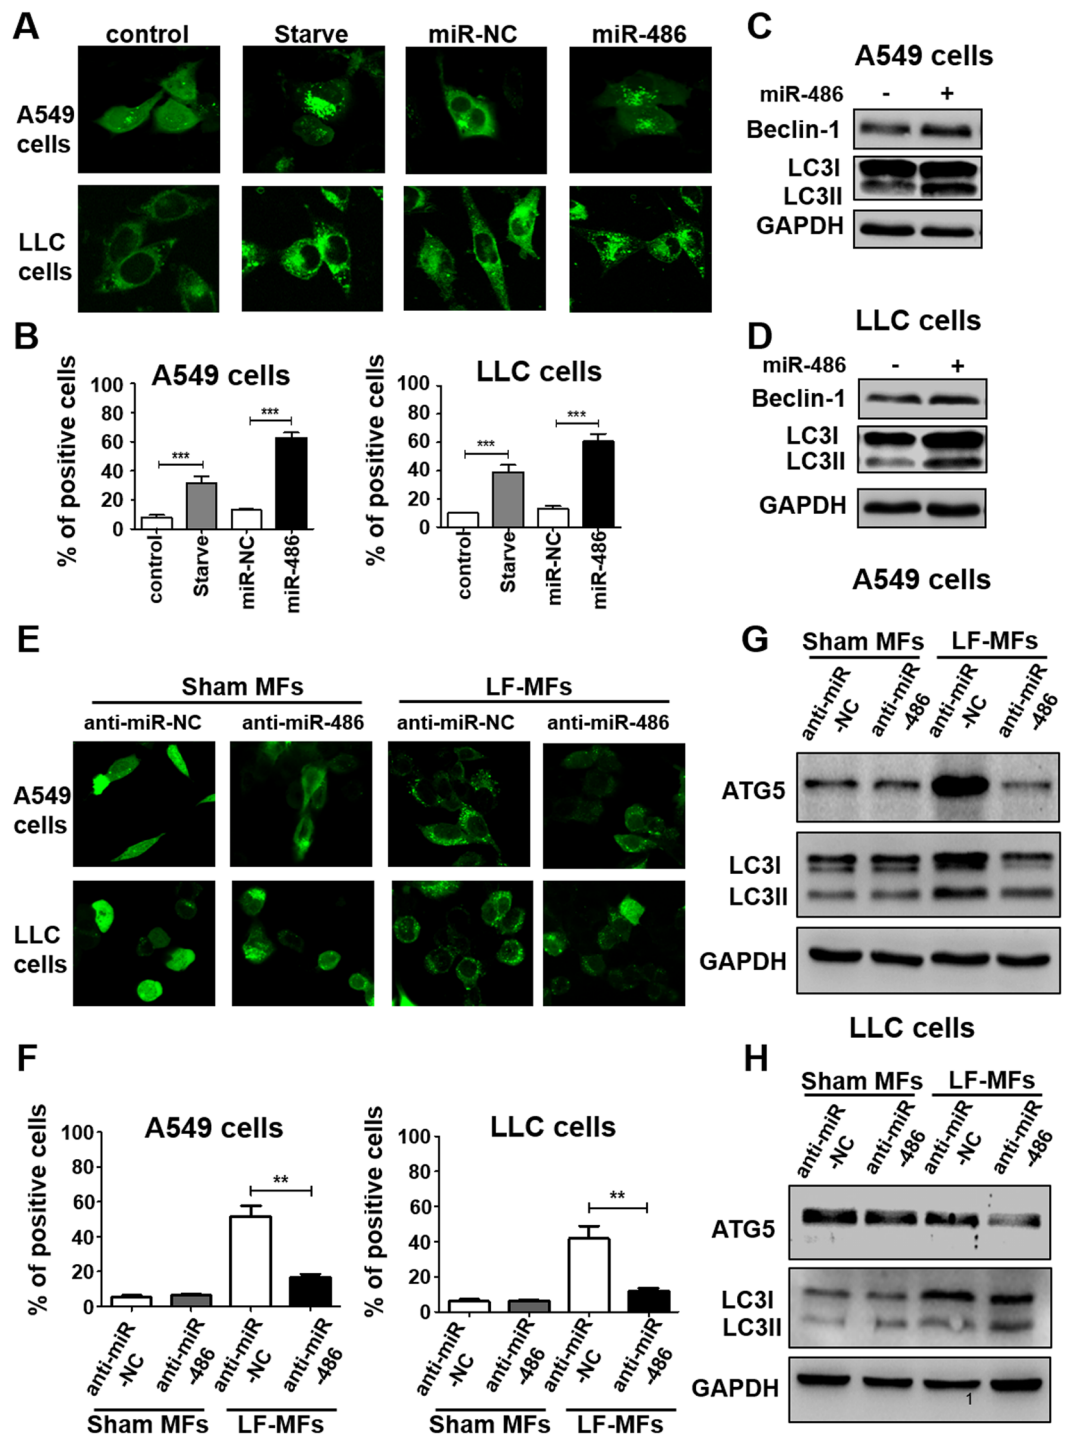 A
control Starve miR-NC miR-486
A549
cells
LLC
cells
B
A549 cells
% of positive cells
100
80
60
40
20
0
***
***
control Starve miR-NC miR-486
LLC cells
% of positive cells
100
80
60
40
20
0
***
***
control Starve miR-NC miR-486
C
A549 cells
miR-486 - +
Beclin-1
LC3I
LC3II
GAPDH
D
LLC cells
miR-486 - +
Beclin-1
LC3I
LC3II
GAPDH
E
Sham MFs LF-MFs
anti-miR-NC anti-miR-486 anti-miR-NC anti-miR-486
A549
cells
LLC
cells
F
A549 cells
% of positive cells
100
80
60
40
20
0
**
anti-miR
-NC
anti-miR
-486
anti-miR
-NC
anti-miR
-486
Sham MFs LF-MFs
LLC cells
% of positive cells
100
80
60
40
20
0
**
anti-miR
-NC
anti-miR
-486
anti-miR
-NC
anti-miR
-486
Sham MFs LF-MFs
A549 cells
G
Sham MFs LF-MFs
anti-miR
-NC
anti-miR
-486
anti-miR
-NC
anti-miR
-486
ATG5
LC3I
LC3II
GAPDH
LLC cells
H
Sham MFs LF-MFs
anti-miR
-NC
anti-miR
-486
anti-miR
-NC
anti-miR
-486
ATG5
LC3I
LC3II
GAPDH
1